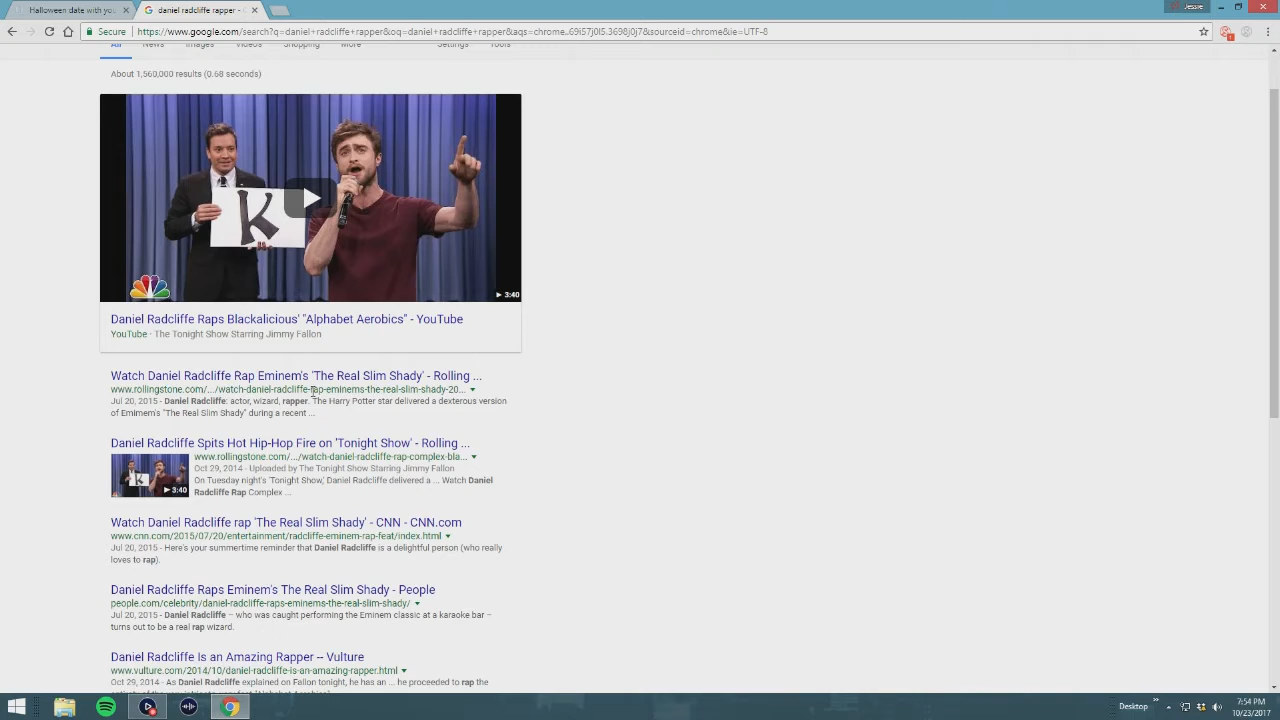 Halloween date with
daniel radcliffe rapper -
Jessie
Secure
https://www.google.com/search?q=daniel+radcliffe+rapper&oq=daniel+radcliffe+rapper&aqs=chrome..69i57j0l5.3698j0j7&sourceid=chrome&ie=UTF-8
All News Images Videos Shopping More Settings Tools
About 1,560,000 results (0.68 seconds)
K
3:40
Daniel Radcliffe Raps Blackalicious' "Alphabet Aerobics" - YouTube
YouTube · The Tonight Show Starring Jimmy Fallon
Watch Daniel Radcliffe Rap Eminem's 'The Real Slim Shady' - Rolling ...
www.rollingstone.com/.../watch-daniel-radcliffe-rap-eminems-the-real-slim-shady-20...
Jul 20, 2015 - Daniel Radcliffe: actor, wizard, rapper. The Harry Potter star delivered a dexterous version
of Emimem's "The Real Slim Shady" during a recent ...
Daniel Radcliffe Spits Hot Hip-Hop Fire on 'Tonight Show' - Rolling ...
www.rollingstone.com/.../watch-daniel-radcliffe-rap-complex-bla...
Oct 29, 2014 - Uploaded by The Tonight Show Starring Jimmy Fallon
On Tuesday night's 'Tonight Show,' Daniel Radcliffe delivered a ... Watch Daniel
3:40
Radcliffe Rap Complex ...
Watch Daniel Radcliffe rap 'The Real Slim Shady' - CNN - CNN.com
www.cnn.com/2015/07/20/entertainment/radcliffe-eminem-rap-feat/index.html
Jul 20, 2015 - Here's your summertime reminder that Daniel Radcliffe is a delightful person (who really
loves to rap).
Daniel Radcliffe Raps Eminem's The Real Slim Shady - People
people.com/celebrity/daniel-radcliffe-raps-eminems-the-real-slim-shady/
Jul 20, 2015 - Daniel Radcliffe – who was caught performing the Eminem classic at a karaoke bar –
turns out to be a real rap wizard.
Daniel Radcliffe Is an Amazing Rapper -- Vulture
www.vulture.com/2014/10/daniel-radcliffe-is-an-amazing-rapper.html
Oct 29, 2014 - As Daniel Radcliffe explained on Fallon tonight, he has an ... he proceeded to rap the
Desktop
7:54 PM
10/23/2017